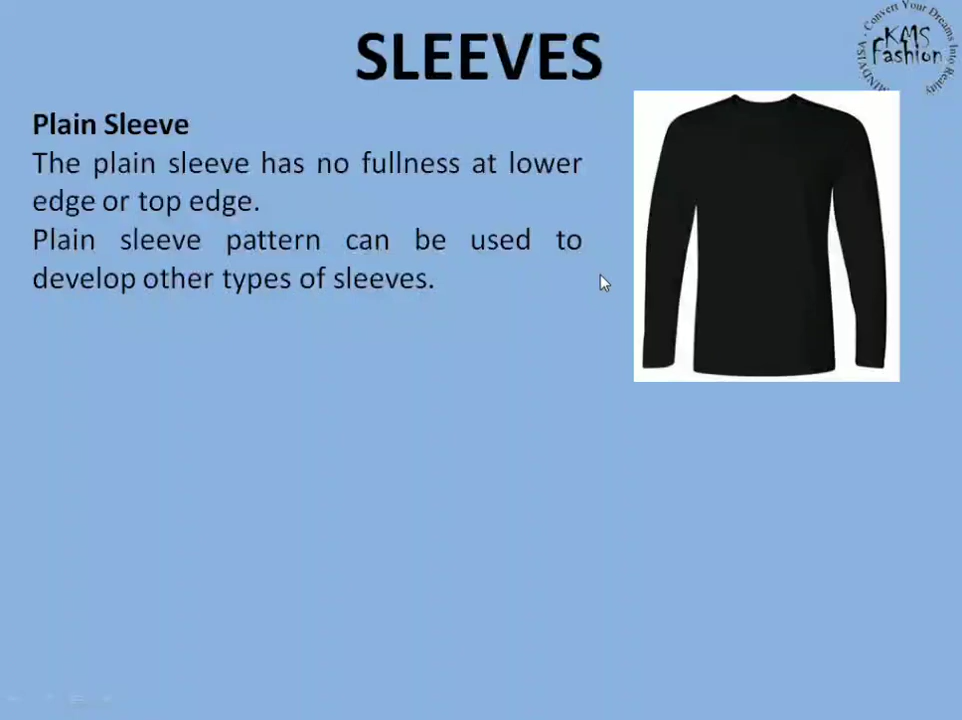 SLEEVES
Convert Your Dreams Into Reality
KMS
Fashion
MINDVISA
Plain Sleeve
The plain sleeve has no fullness at lower
edge or top edge.
Plain sleeve pattern can be used to
develop other types of sleeves.